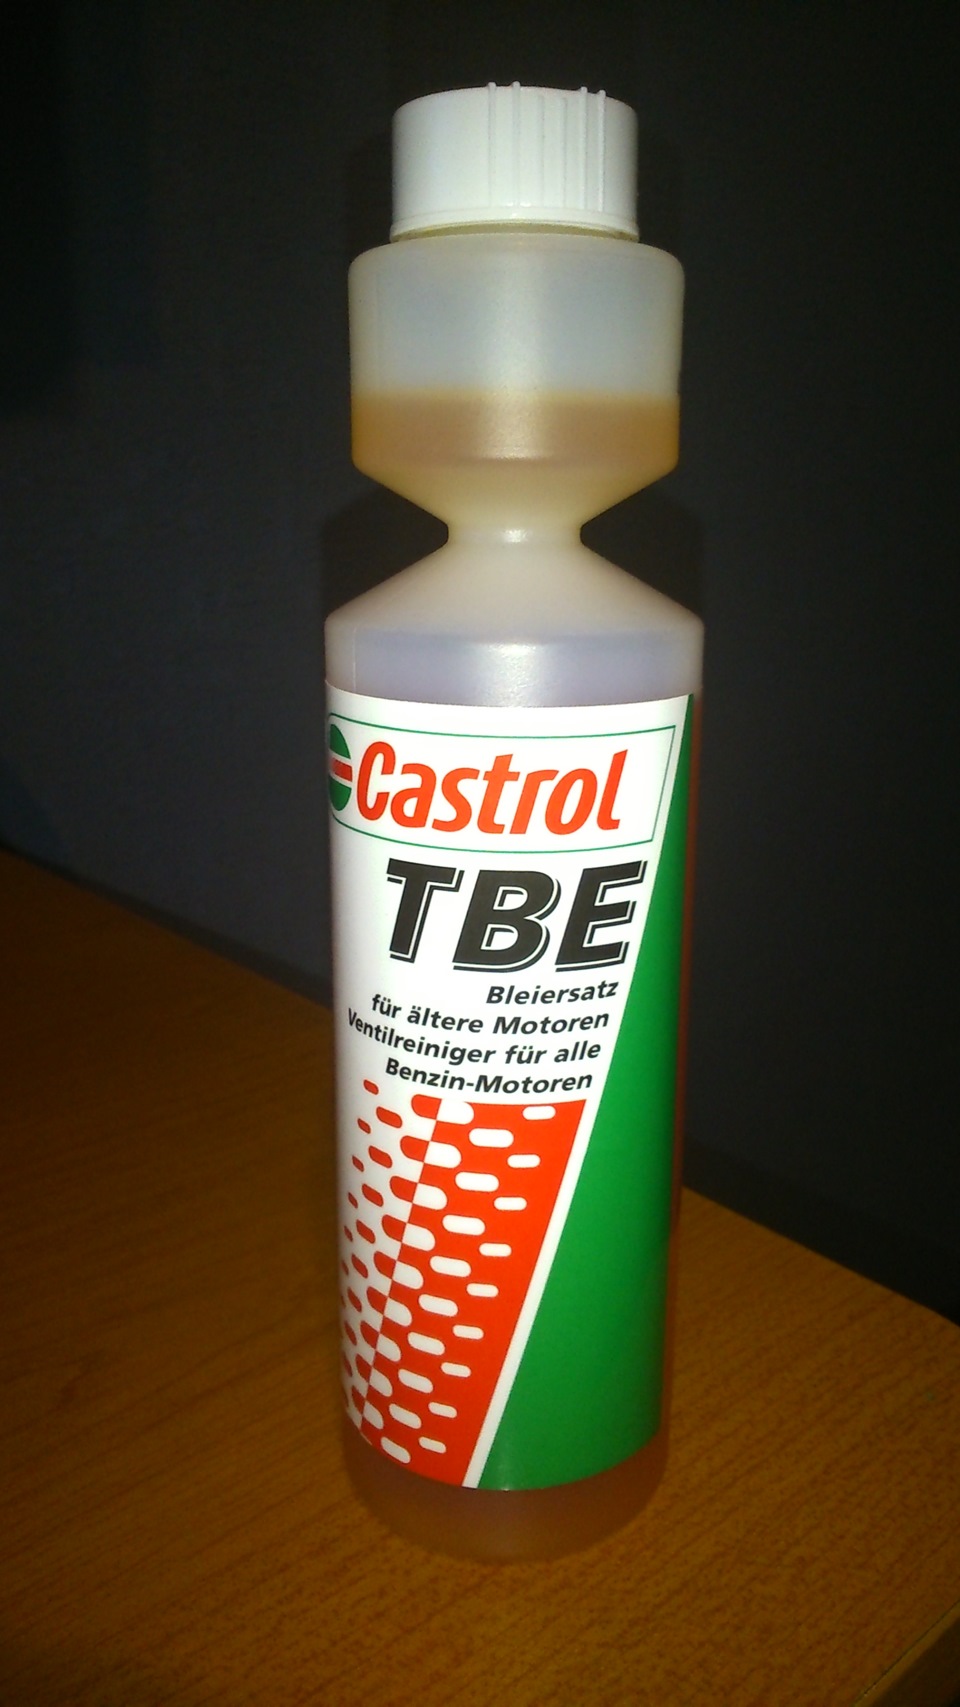 Castrol
TBE
Bleiersatz
für ältere Motoren
Ventilreiniger für alle
Benzin-Motoren